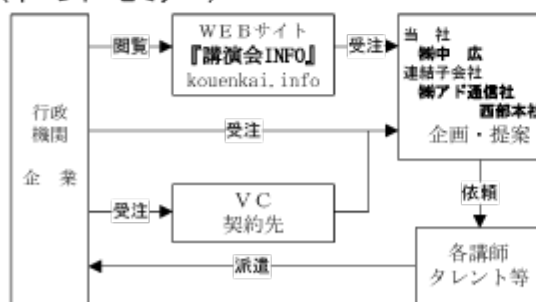 行政
機関
企 業
閲覧
WEBサイト
『講演会INFO』
kouenkai.info
受注
当 社
㈱中 広
連結子会社
㈱アド通信社
西部本社
企画・提案
受注
受注
VC
契約先
依頼
各講師
タレント等
派遣